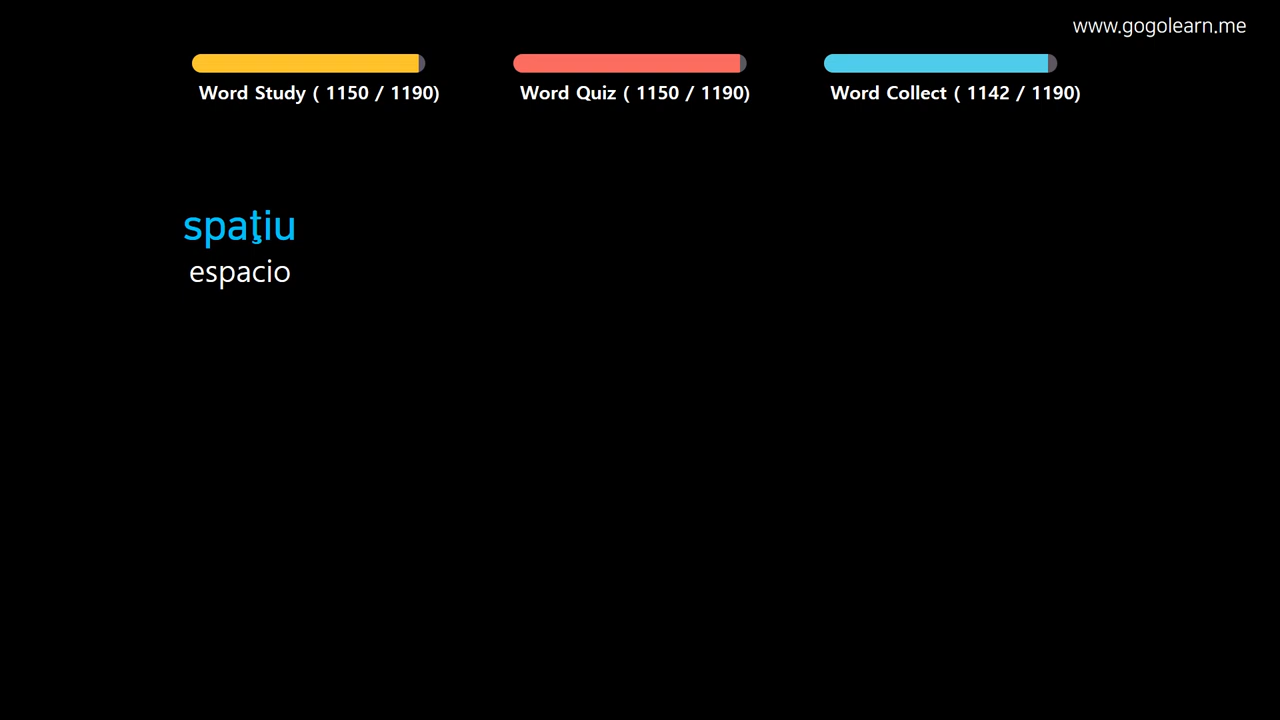 www.gogolearn.me
Word Study ( 1150 / 1190)
Word Quiz ( 1150 / 1190)
Word Collect ( 1142 / 1190)
spaţiu
espacio